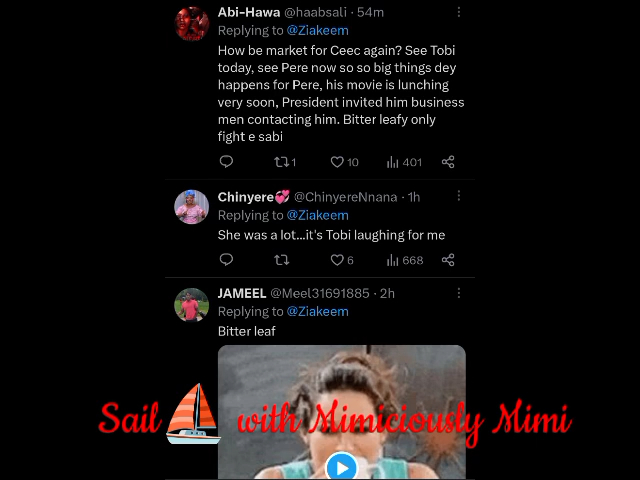 Abi-Hawa @haabsali · 54m
Replying to @Ziakeem
How be market for Ceec again? See Tobi
today, see Pere now so so big things dey
happens for Pere, his movie is lunching
very soon, President invited him business
men contacting him. Bitter leafy only
fight e sabi
1 10 401
Chinyere💞 @ChinyereNnana · 1h
Replying to @Ziakeem
She was a lot...it's Tobi laughing for me
6 668
JAMEEL @Meel31691885 · 2h
Replying to @Ziakeem
Bitter leaf
Sail⛵ with Mimiciously Mimi